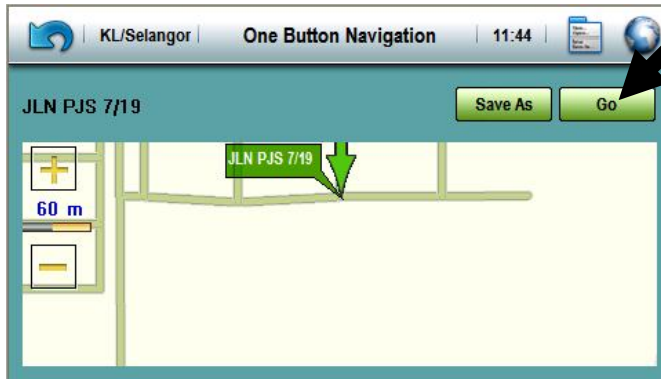 KL/Selangor One Button Navigation 11:44
JLN PJS 7/19 Save As Go
JLN PJS 7/19
60 m